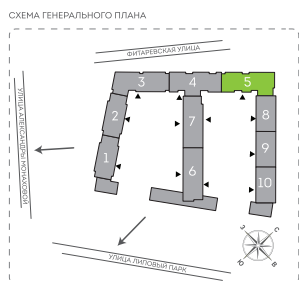 СХЕМА ГЕНЕРАЛЬНОГО ПЛАНА
ФИТАРЕВСКАЯ УЛИЦА
3
4
5
УЛИЦА АЛЕКСАНДРЫ МОНАХОВОЙ
2
7
8
1
9
6
10
З
С
Ю
В
УЛИЦА ЛИПОВЫЙ ПАРК